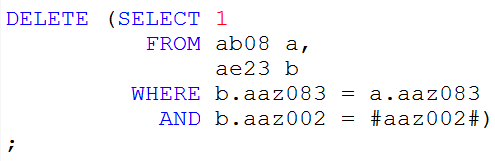 DELETE (SELECT 1
FROM ab08 a,
ae23 b
WHERE b.aaz083 = a.aaz083
AND b.aaz002 = #aaz002#)
;